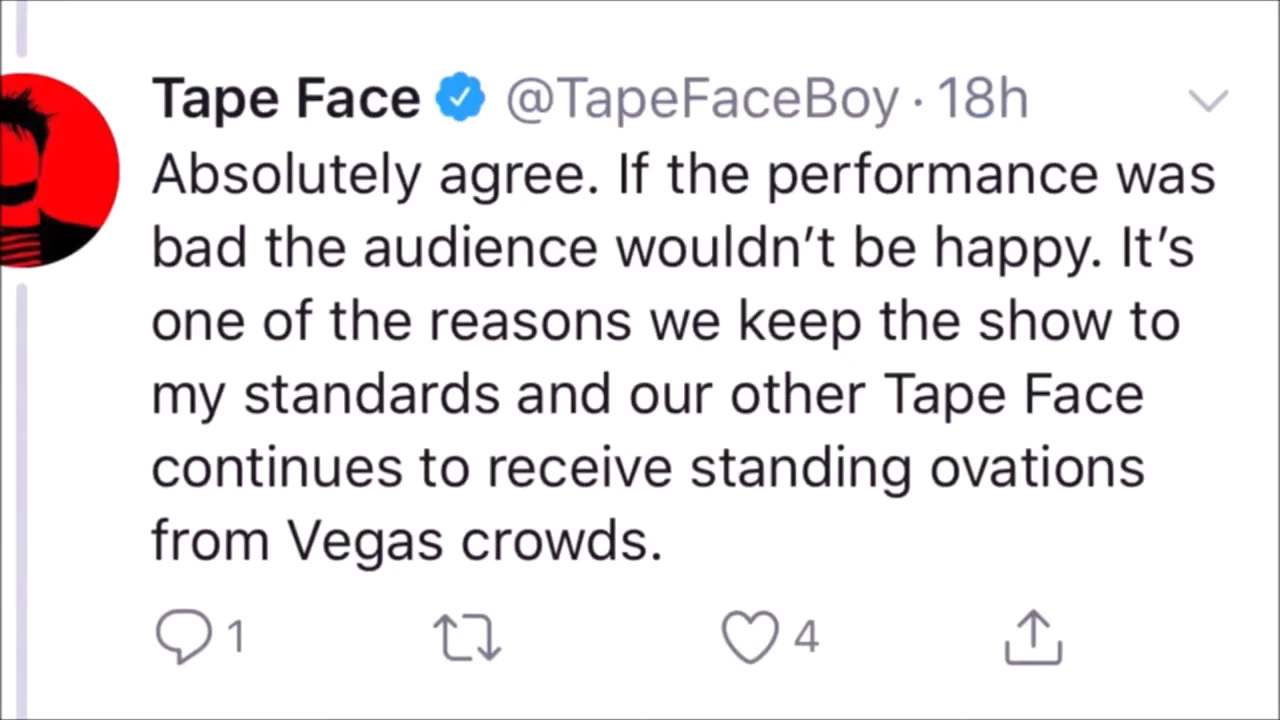 Tape Face @TapeFaceBoy · 18h
Absolutely agree. If the performance was
bad the audience wouldn’t be happy. It’s
one of the reasons we keep the show to
my standards and our other Tape Face
continues to receive standing ovations
from Vegas crowds.
1 4